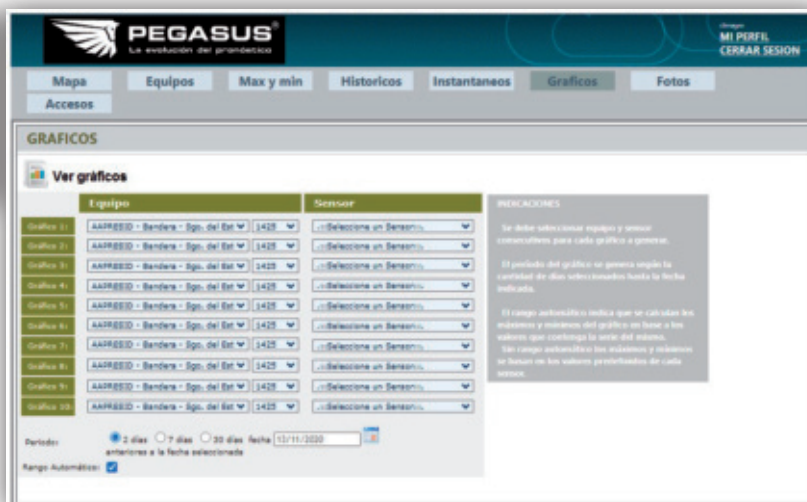 PEGASUS®
La evolución del pronóstico
MI PERFIL
CERRAR SESION
Mapa Equipos Max y min Historicos Instantaneos Graficos Fotos
Accesos
GRAFICOS
Ver gráficos
Equipo Sensor
Gráfico 1: AAPRESID - Bandera - Sgo. del Est 1425 .::Seleccione un Sensor::.
Gráfico 2: AAPRESID - Bandera - Sgo. del Est 1425 .::Seleccione un Sensor::.
Gráfico 3: AAPRESID - Bandera - Sgo. del Est 1425 .::Seleccione un Sensor::.
Gráfico 4: AAPRESID - Bandera - Sgo. del Est 1425 .::Seleccione un Sensor::.
Gráfico 5: AAPRESID - Bandera - Sgo. del Est 1425 .::Seleccione un Sensor::.
Gráfico 6: AAPRESID - Bandera - Sgo. del Est 1425 .::Seleccione un Sensor::.
Gráfico 7: AAPRESID - Bandera - Sgo. del Est 1425 .::Seleccione un Sensor::.
Gráfico 8: AAPRESID - Bandera - Sgo. del Est 1425 .::Seleccione un Sensor::.
Gráfico 9: AAPRESID - Bandera - Sgo. del Est 1425 .::Seleccione un Sensor::.
Gráfico 10: AAPRESID - Bandera - Sgo. del Est 1425 .::Seleccione un Sensor::.
Periodo: 2 días 7 días 30 días fecha 13/11/2020
anteriores a la fecha seleccionada
Rango Automático:
INDICACIONES
Se debe seleccionar equipo y sensor
consecutivos para cada gráfico a generar.
El periodo del gráfico se genera según la
cantidad de días seleccionados hasta la fecha
indicada.
El rango automático indica que se calculan los
máximos y mínimos del gráfico en base a los
valores que contenga la serie del mismo.
Sin rango automático los máximos y mínimos
se basan en los valores predefinidos de cada
sensor.